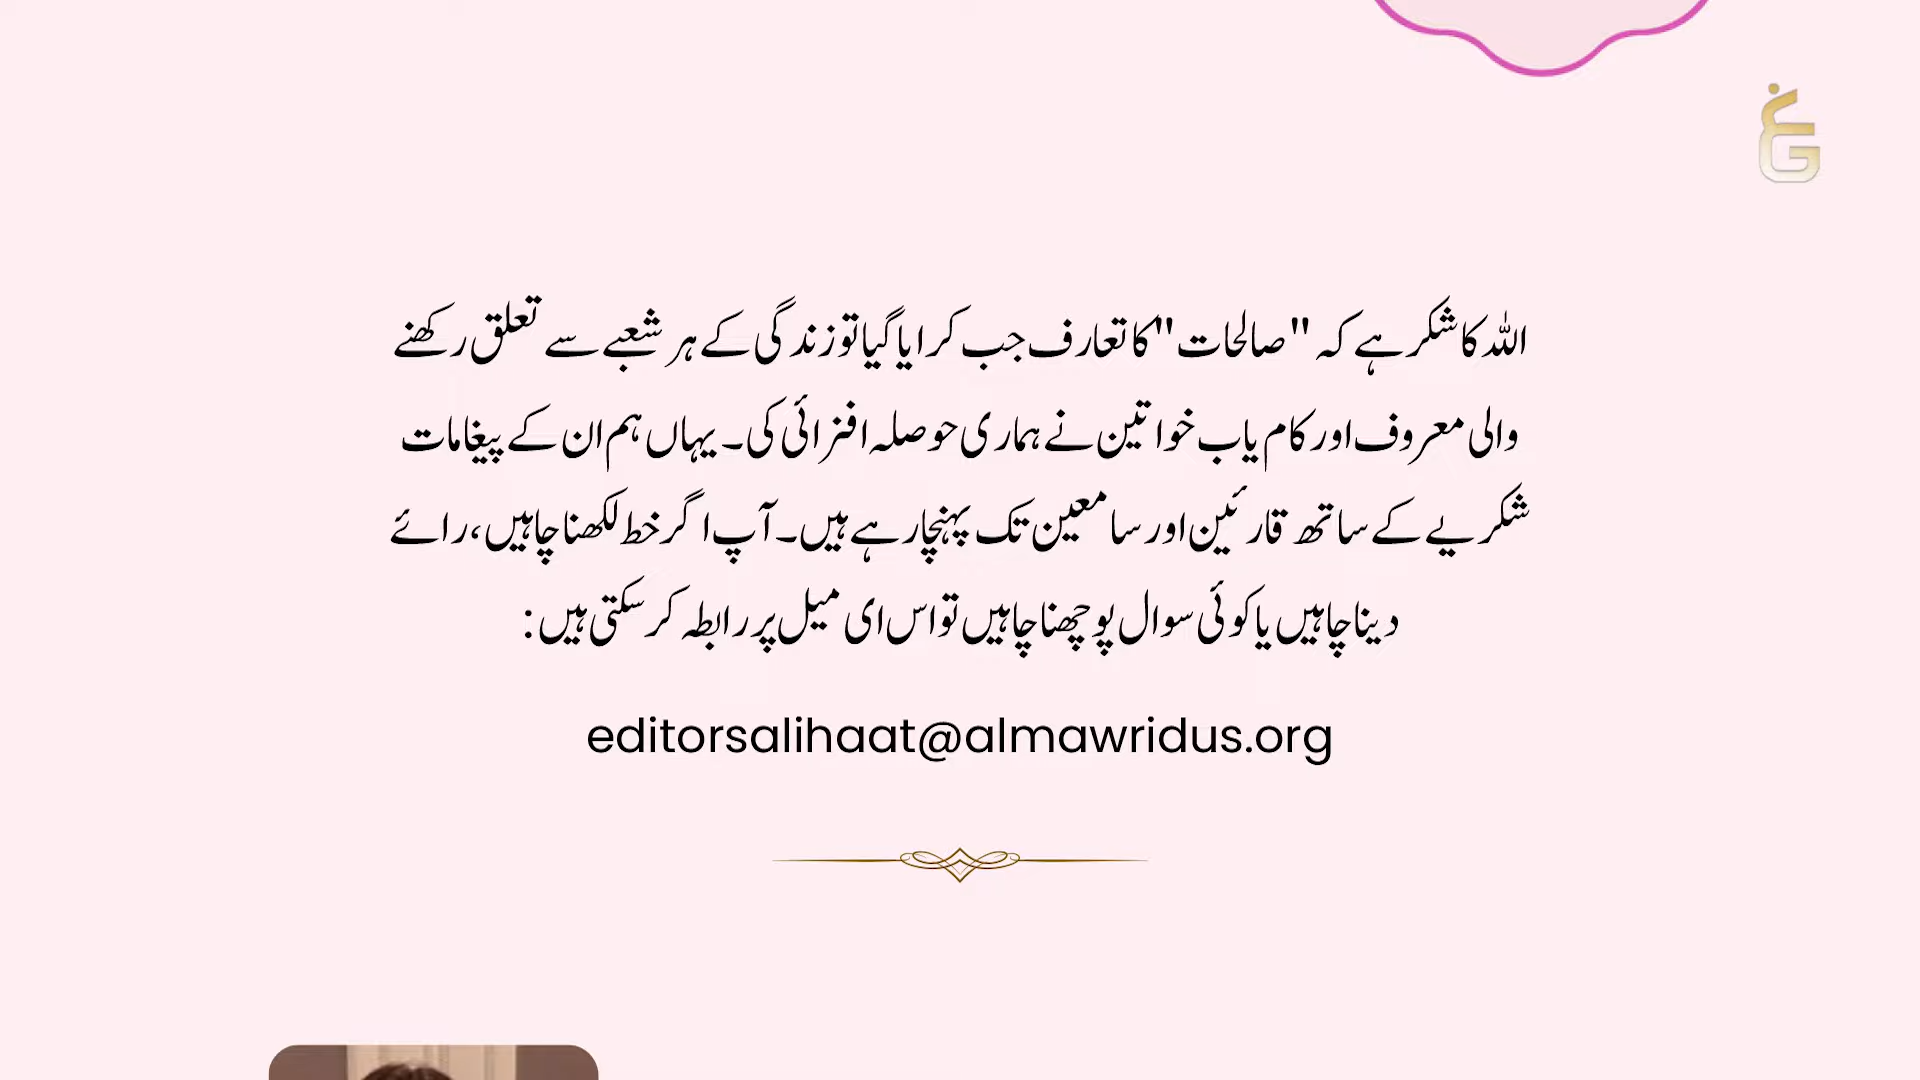 اللہ کا شکر ہے کہ "صالحات" کا تعارف جب کرایا گیا تو زندگی کے ہر شعبے سے تعلق رکھنے
والی معروف اور کام یاب خواتین نے ہماری حوصلہ افزائی کی۔ یہاں ہم ان کے پیغامات
شکریے کے ساتھ قارئین اور سامعین تک پہنچا رہے ہیں۔ آپ اگر خط لکھنا چاہیں، رائے
دینا چاہیں یا کوئی سوال پوچھنا چاہیں تو اس ای میل پر رابطہ کر سکتی ہیں:
editorsalihaat@almawridus.org